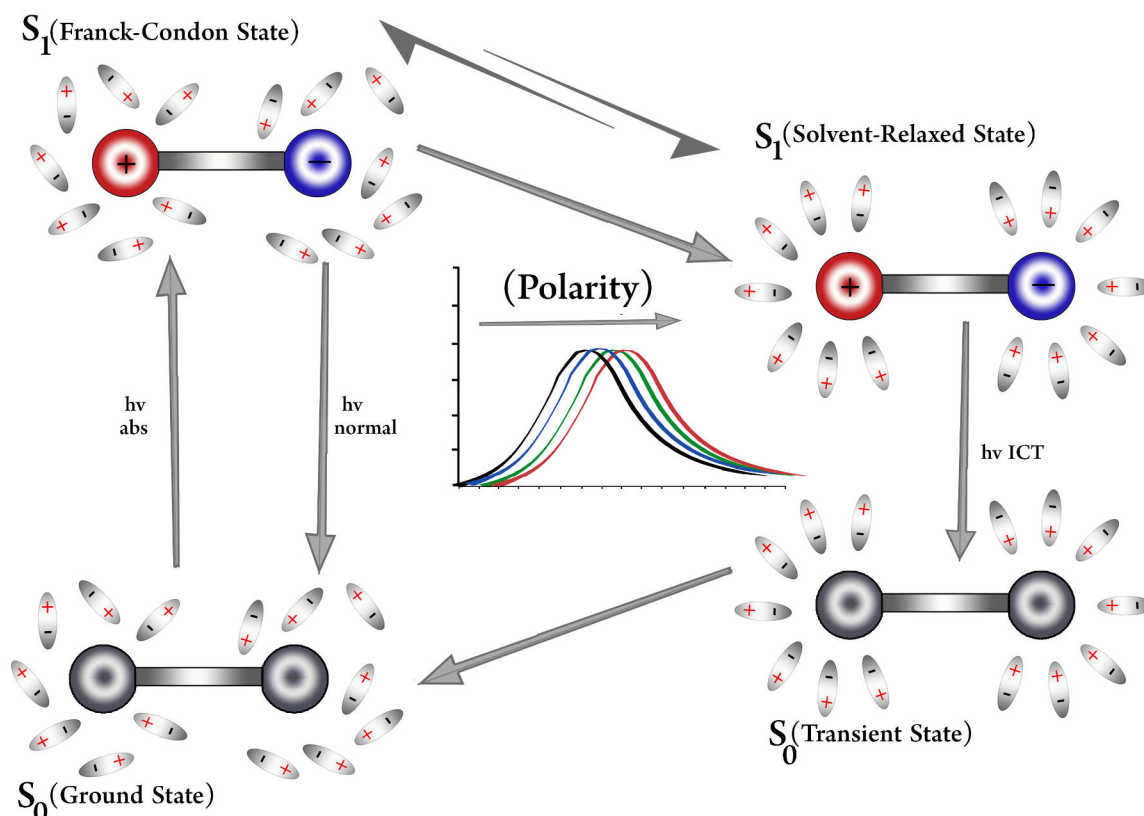 S1(Franck-Condon State)
S1(Solvent-Relaxed State)
(Polarity)
hv
abs
hv
normal
hv ICT
S0(Transient State)
S0(Ground State)